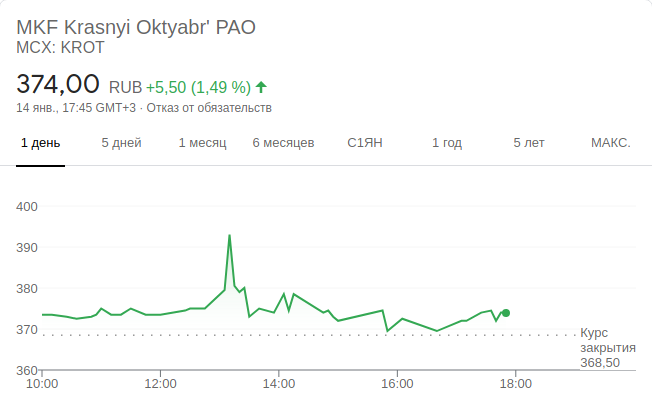 MKF Krasnyi Oktyabr' PAO
MCX: KROT
374,00 RUB +5,50 (1,49 %)
14 янв., 17:45 GMT+3 · Отказ от обязательств
1 день 5 дней 1 месяц 6 месяцев С1ЯН 1 год 5 лет МАКС.
400
390
380
370
Курс
закрытия
368,50
360
10:00 12:00 14:00 16:00 18:00